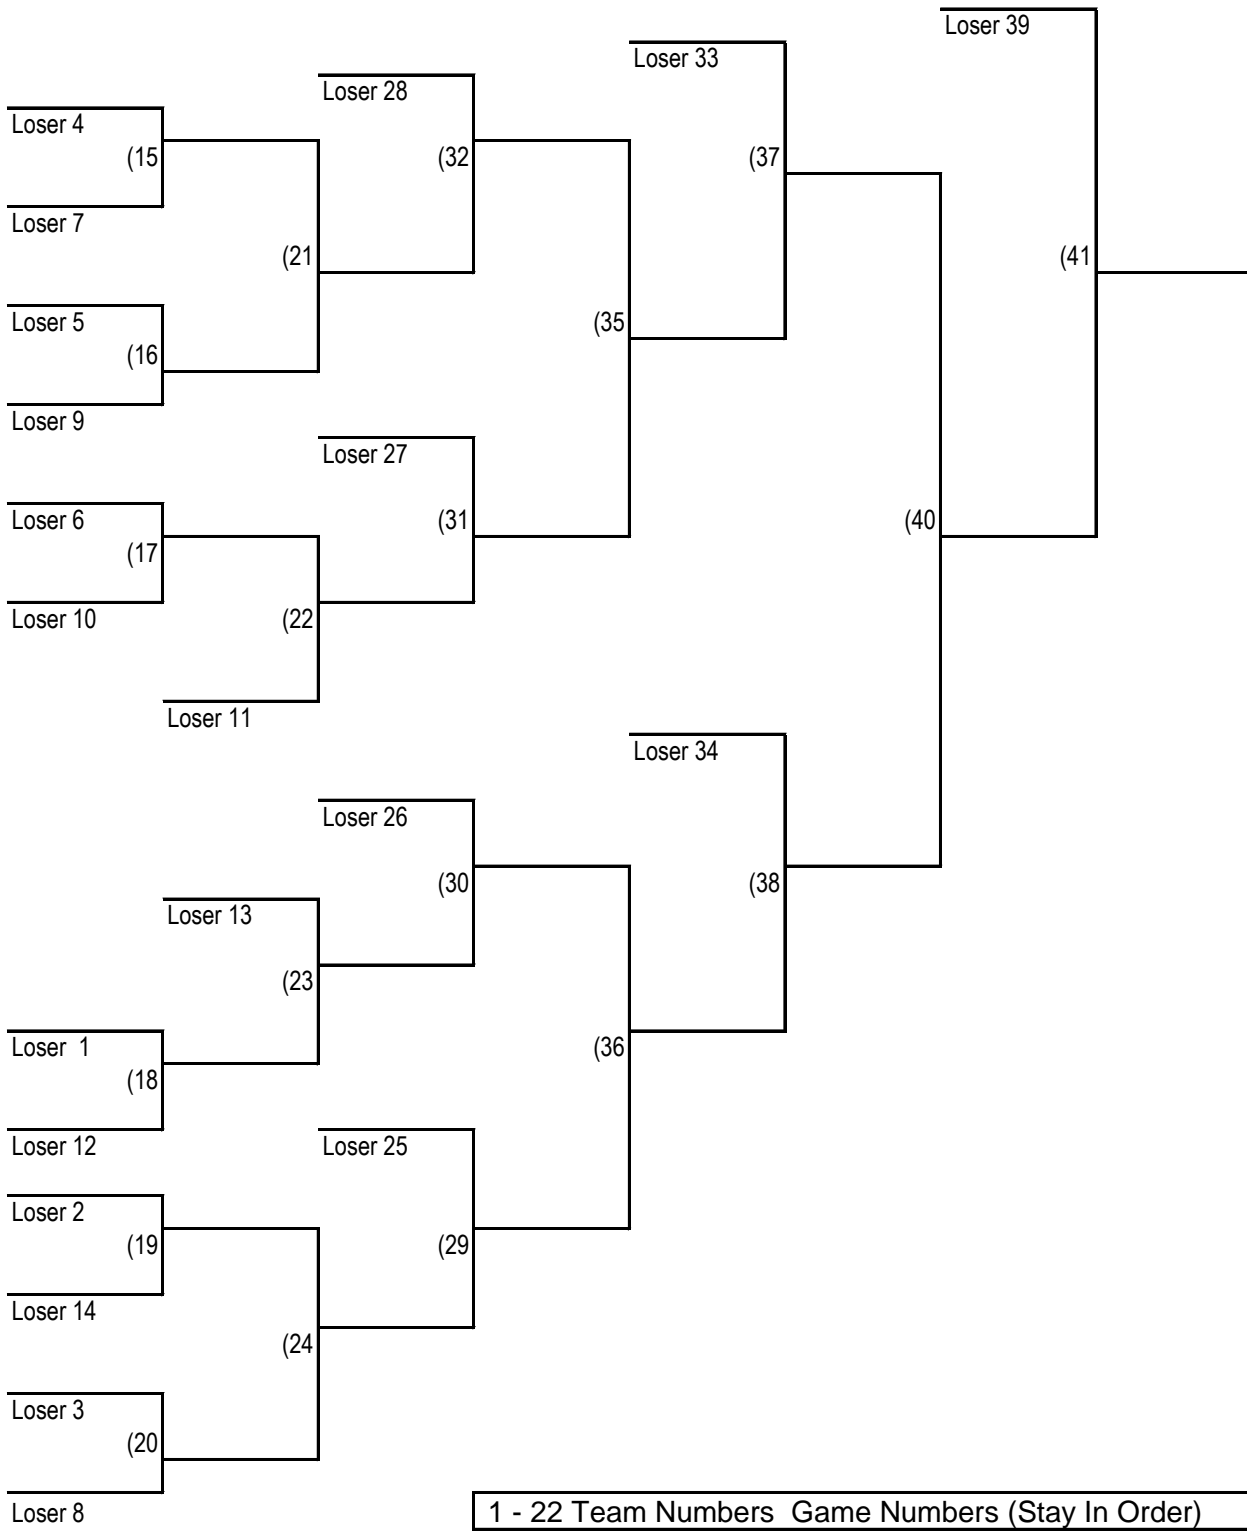 Loser 39
Loser 33
Loser 28
Loser 4
(15
(32
(37
Loser 7
(21
(41
Loser 5
(35
(16
Loser 9
Loser 27
Loser 6
(31
(40
(17
Loser 10
(22
Loser 11
Loser 34
Loser 26
(30
(38
Loser 13
(23
Loser  1
(36
(18
Loser 12
Loser 25
Loser 2
(19
(29
Loser 14
(24
Loser 3
(20
Loser 8
1 - 22 Team Numbers  Game Numbers (Stay In Order)